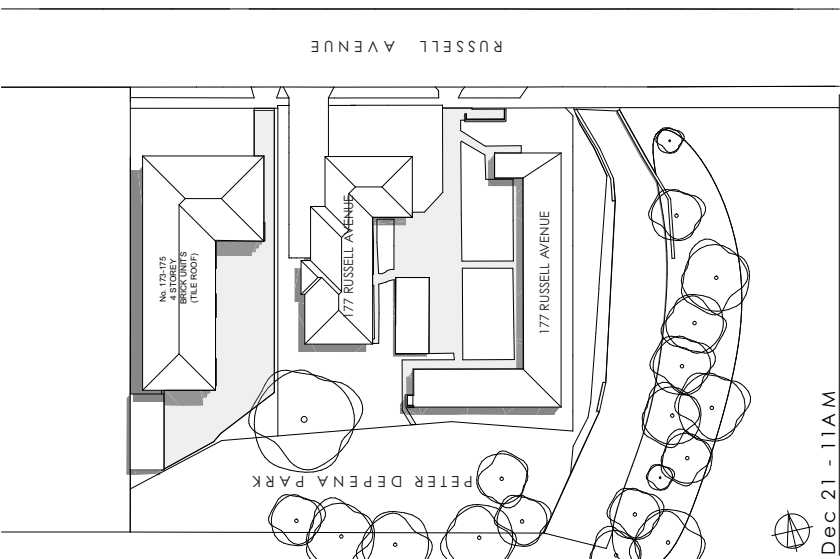 RUSSELL AVENUE
No. 173-175
4 STOREY
BRICK UNITS
(TILE ROOF)
177 RUSSELL AVENUE
177 RUSSELL AVENUE
PETER DEPENA PARK
Dec 21 - 11AM